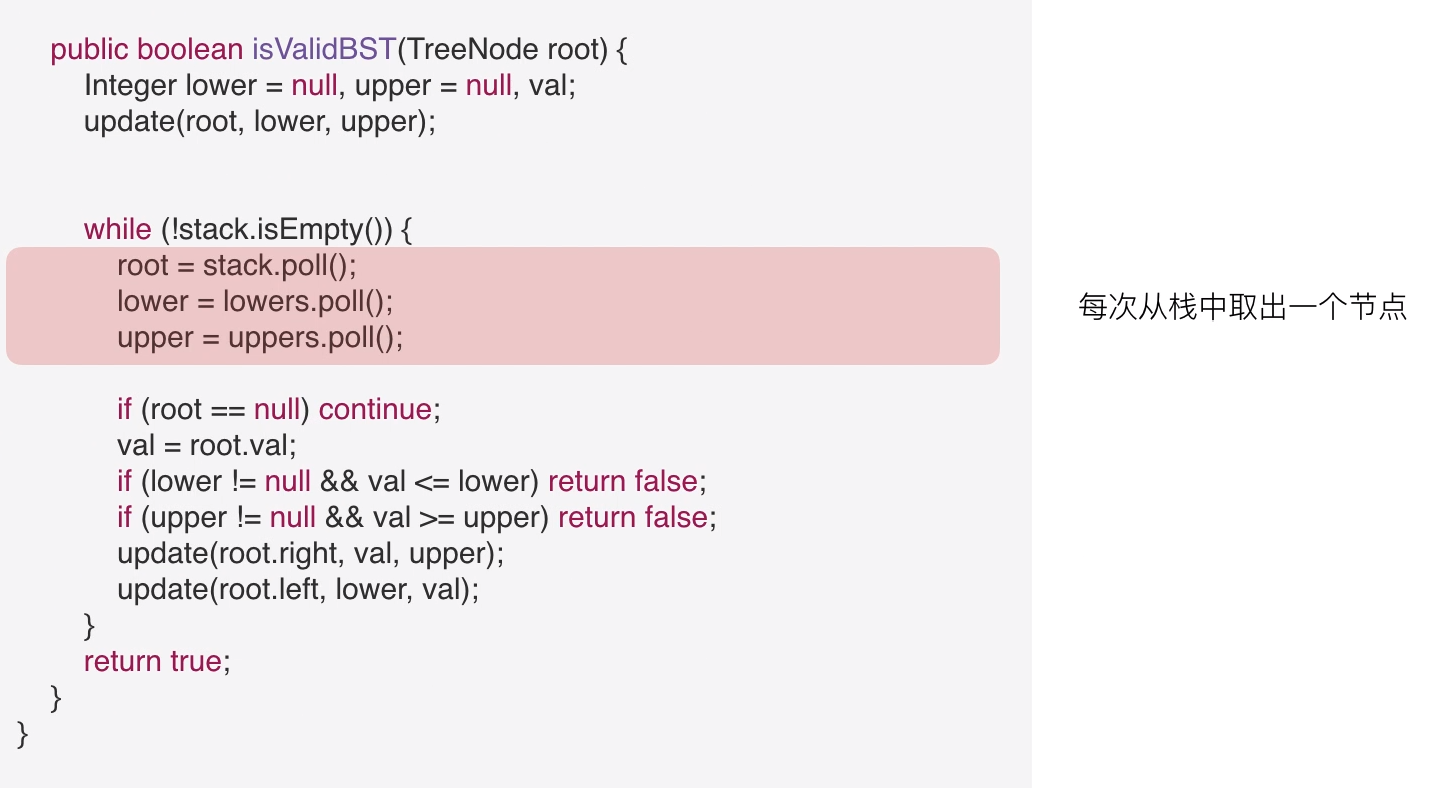 public boolean isValidBST(TreeNode root) {
Integer lower = null, upper = null, val;
update(root, lower, upper);
while (!stack.isEmpty()) {
root = stack.poll();
lower = lowers.poll();
upper = uppers.poll();
每次从栈中取出一个节点
if (root == null) continue;
val = root.val;
if (lower != null && val <= lower) return false;
if (upper != null && val >= upper) return false;
update(root.right, val, upper);
update(root.left, lower, val);
}
return true;
}
}